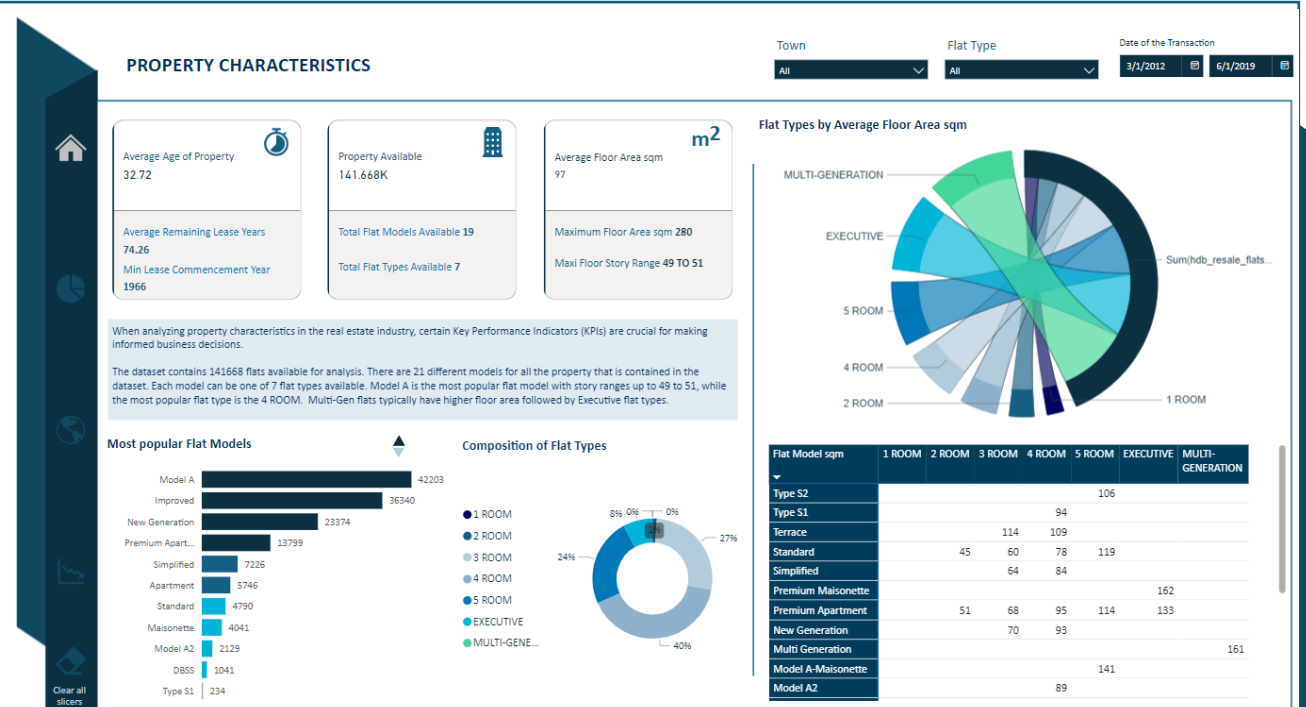 PROPERTY CHARACTERISTICS
Town
All
Flat Type
All
Date of the Transaction
3/1/2012
6/1/2019
Average Age of Property
32.72
Average Remaining Lease Years
74.26
Min Lease Commencement Year
1966
Property Available
141.668K
Total Flat Models Available 19
Total Flat Types Available 7
m2
Average Floor Area sqm
97
Maximum Floor Area sqm 280
Maxi Floor Story Range 49 TO 51
When analyzing property characteristics in the real estate industry, certain Key Performance Indicators (KPIs) are crucial for making
informed business decisions.
The dataset contains 141668 flats available for analysis. There are 21 different models for all the property that is contained in the
dataset. Each model can be one of 7 flat types available. Model A is the most popular flat model with story ranges up to 49 to 51, while
the most popular flat type is the 4 ROOM. Multi-Gen flats typically have higher floor area followed by Executive flat types.
Flat Types by Average Floor Area sqm
MULTI-GENERATION
EXECUTIVE
5 ROOM
4 ROOM
2 ROOM
Sum(hdb_resale_flats...
1 ROOM
Most popular Flat Models
Model A 42203
Improved 36340
New Generation 23374
Premium Apart... 13799
Simplified 7226
Apartment 5746
Standard 4790
Maisonette 4041
Model A2 2129
DBSS 1041
Type S1 234
Composition of Flat Types
1 ROOM
2 ROOM
3 ROOM
4 ROOM
5 ROOM
EXECUTIVE
MULTI-GENE...
8%
0%
0%
27%
24%
40%
Flat Model sqm 1 ROOM 2 ROOM 3 ROOM 4 ROOM 5 ROOM EXECUTIVE MULTI-
GENERATION
Type S2 106
Type S1 94
Terrace 114 109
Standard 45 60 78 119
Simplified 64 84
Premium Maisonette 162
Premium Apartment 51 68 95 114 133
New Generation 70 93
Multi Generation 161
Model A-Maisonette 141
Model A2 89
Clear all
slicers